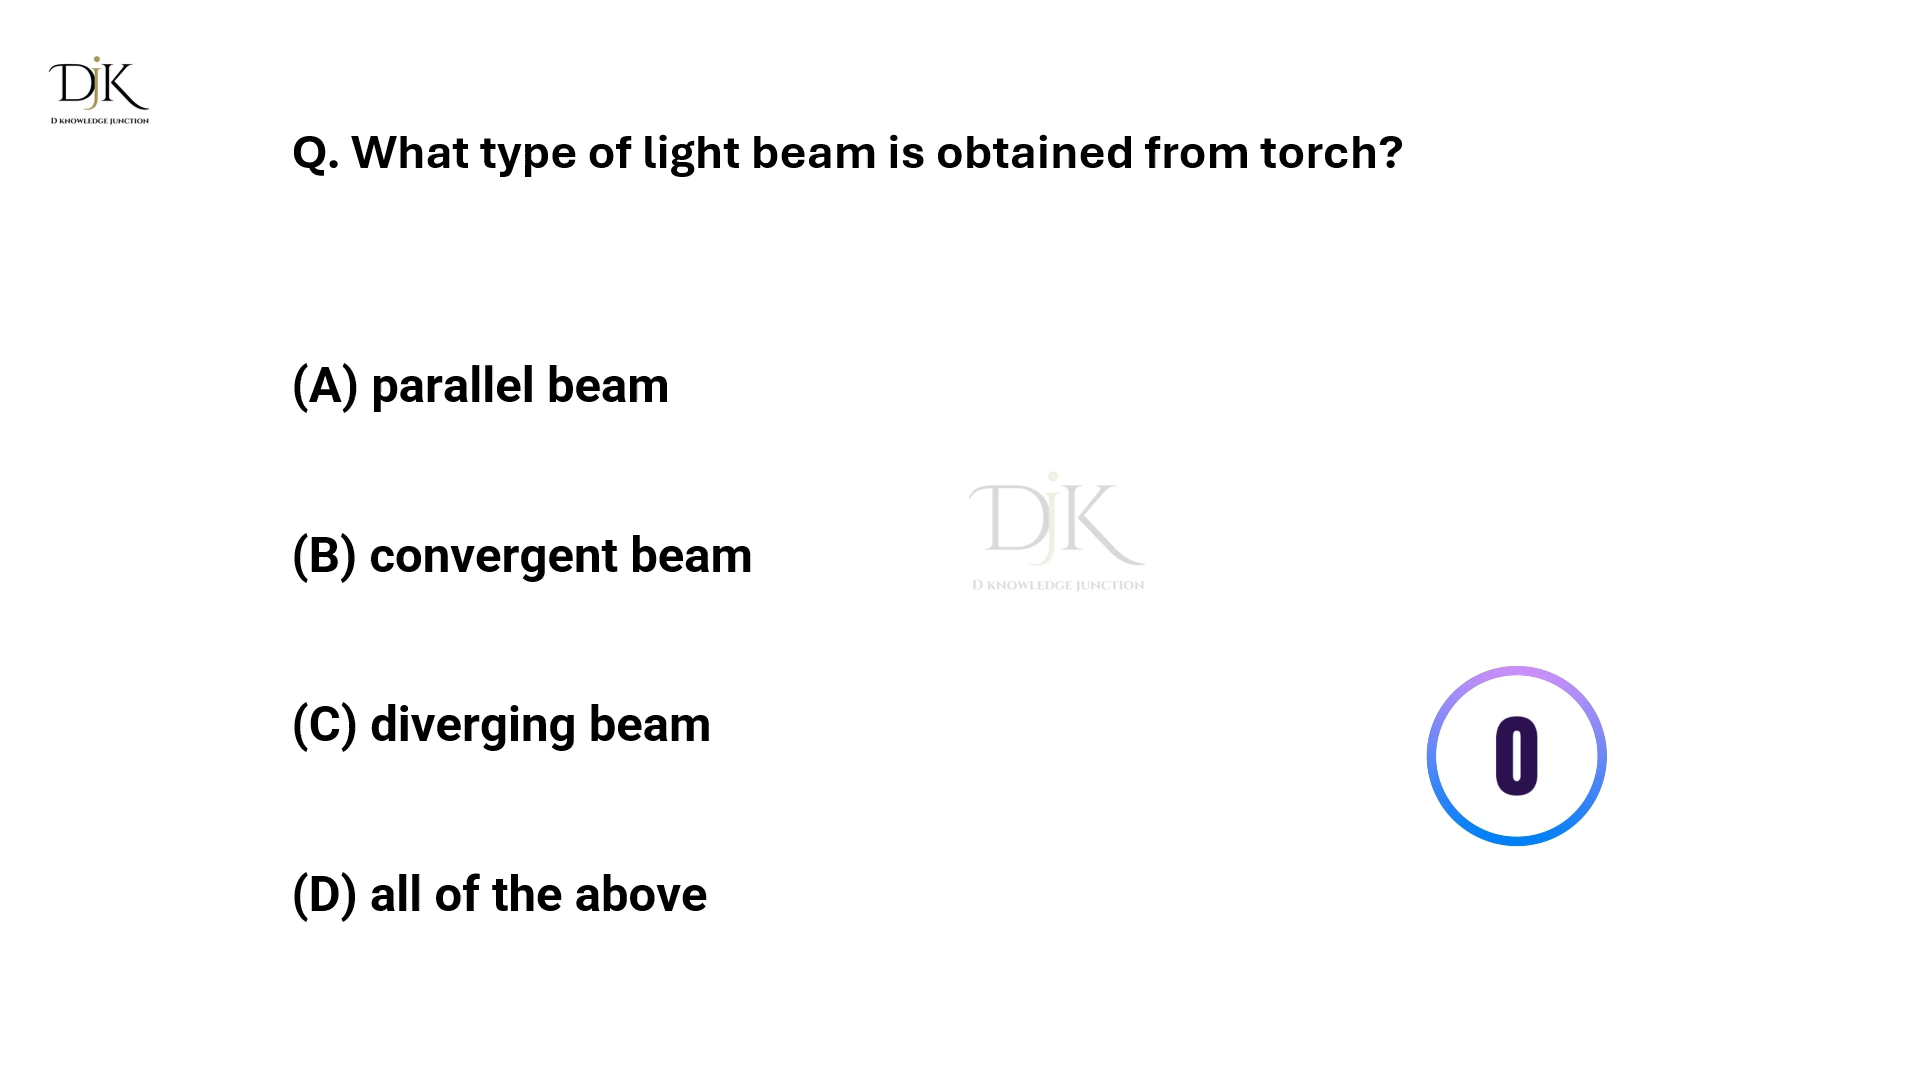 DjK
D KNOWLEDGE JUNCTION
Q. What type of light beam is obtained from torch?
(A) parallel beam
(B) convergent beam
DjK
D KNOWLEDGE JUNCTION
(C) diverging beam
0
(D) all of the above